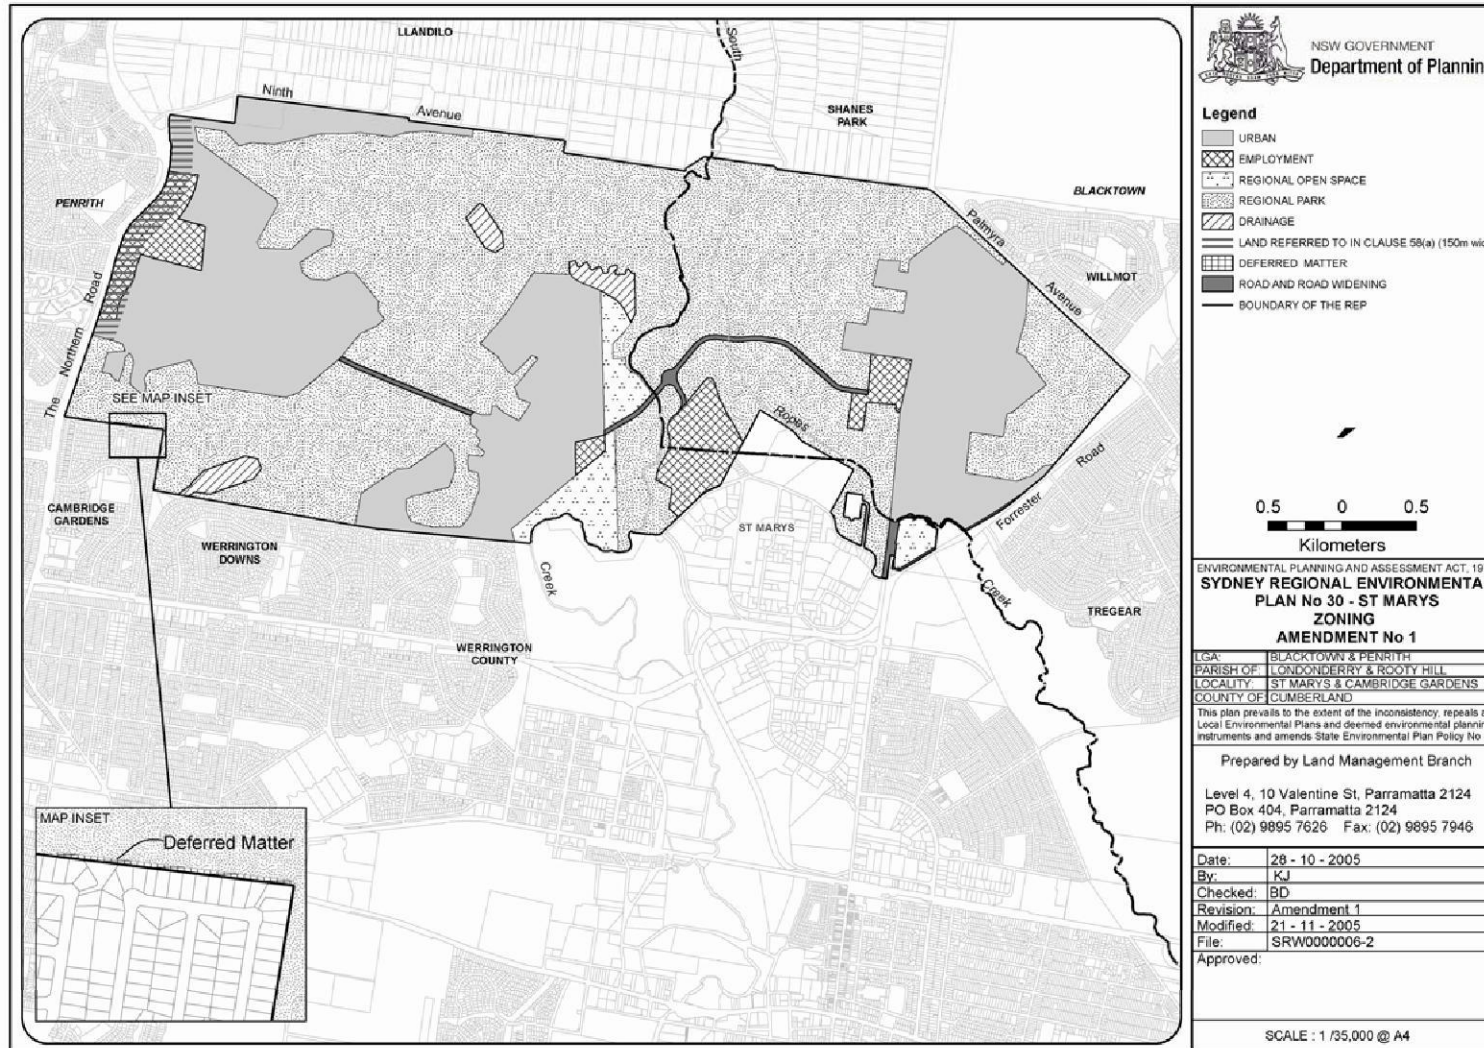 LLANDILO
South
Ninth
Avenue
SHANES
PARK
BLACKTOWN
PENRITH
Palmyra
Avenue
WILLMOT
The Northern Road
SEE MAP INSET
Ropes
Road
Forrester
CAMBRIDGE
GARDENS
ST MARYS
WERRINGTON
DOWNS
Creek
Creek
TREGEAR
WERRINGTON
COUNTY
MAP INSET
Deferred Matter
NSW GOVERNMENT
Department of Plannin
Legend
URBAN
EMPLOYMENT
REGIONAL OPEN SPACE
REGIONAL PARK
DRAINAGE
LAND REFERRED TO IN CLAUSE 58(a) (150m wid
DEFERRED MATTER
ROAD AND ROAD WIDENING
BOUNDARY OF THE REP
0.5 0 0.5
Kilometers
ENVIRONMENTAL PLANNING AND ASSESSMENT ACT, 19
SYDNEY REGIONAL ENVIRONMENTA
PLAN No 30 - ST MARYS
ZONING
AMENDMENT No 1
LGA: BLACKTOWN & PENRITH
PARISH OF: LONDONDERRY & ROOTY HILL
LOCALITY: ST MARYS & CAMBRIDGE GARDENS
COUNTY OF: CUMBERLAND
This plan prevails to the extent of the inconsistency, repeals a
Local Environmental Plans and deemed environmental plannin
instruments and amends State Environmental Plan Policy No
Prepared by Land Management Branch
Level 4, 10 Valentine St, Parramatta 2124
PO Box 404, Parramatta 2124
Ph: (02) 9895 7626 Fax: (02) 9895 7946
Date: 28 - 10 - 2005
By: KJ
Checked: BD
Revision: Amendment 1
Modified: 21 - 11 - 2005
File: SRW0000006-2
Approved:
SCALE : 1 /35,000 @ A4